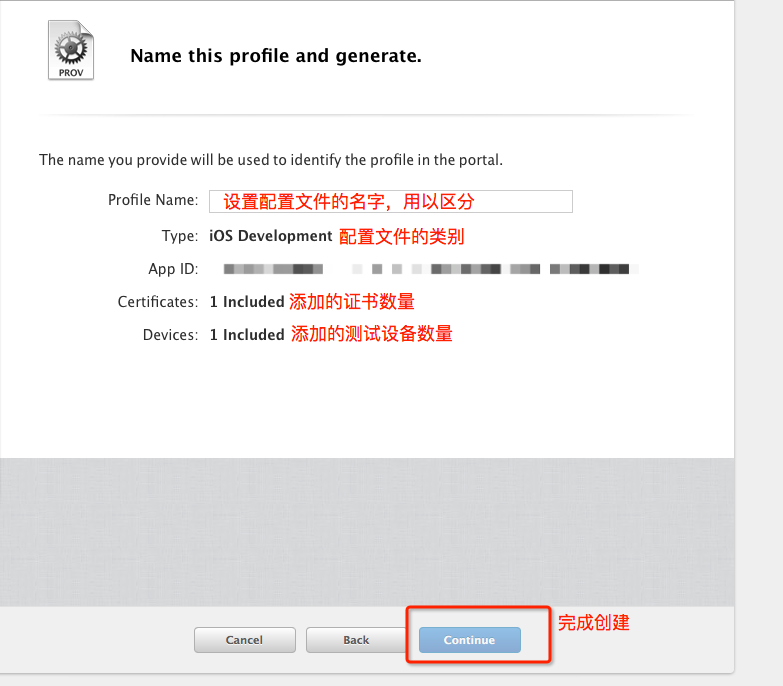 PROV
Name this profile and generate.
The name you provide will be used to identify the profile in the portal.
Profile Name: 设置配置文件的名字，用以区分
Type: iOS Development 配置文件的类别
App ID:
Certificates: 1 Included 添加的证书数量
Devices: 1 Included 添加的测试设备数量
Cancel Back Continue 完成创建